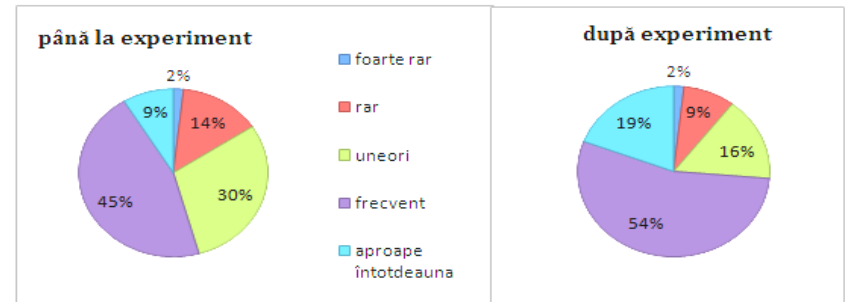 până la experiment
2%
9%
14%
30%
45%
foarte rar
rar
uneori
frecvent
aproape
întotdeauna
după experiment
2%
9%
19%
16%
54%